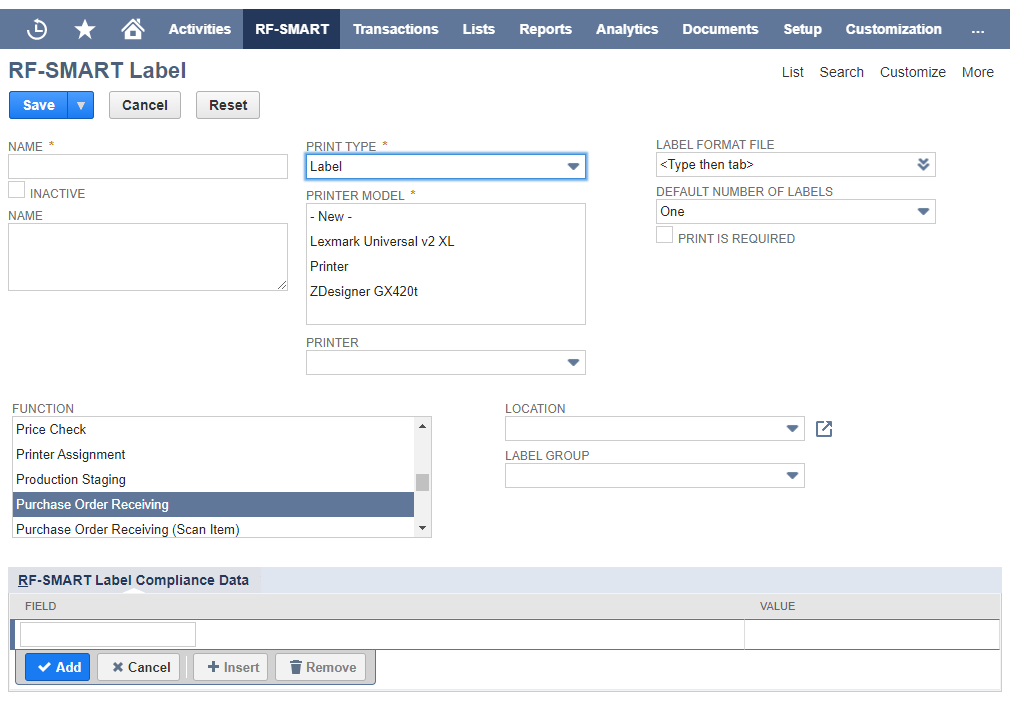 Activities RF-SMART Transactions Lists Reports Analytics Documents Setup Customization ...
RF-SMART Label
List Search Customize More
Save Cancel Reset
NAME *
INACTIVE
NAME
PRINT TYPE *
Label
PRINTER MODEL *
- New -
Lexmark Universal v2 XL
Printer
ZDesigner GX420t
PRINTER
LABEL FORMAT FILE
<Type then tab>
DEFAULT NUMBER OF LABELS
One
PRINT IS REQUIRED
FUNCTION
Price Check
Printer Assignment
Production Staging
Purchase Order Receiving
Purchase Order Receiving (Scan Item)
LOCATION
LABEL GROUP
RF-SMART Label Compliance Data
FIELD VALUE
Add Cancel Insert Remove